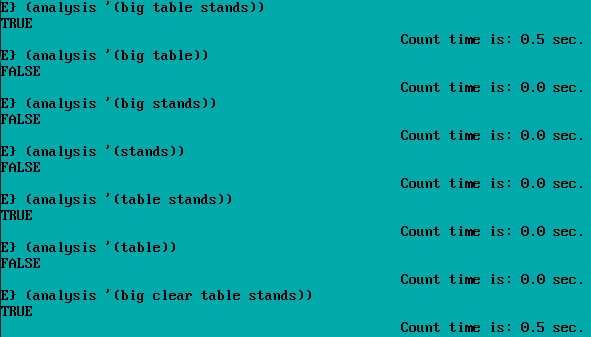 E} (analysis '(big table stands))
TRUE
Count time is: 0.5 sec.
E} (analysis '(big table))
FALSE
Count time is: 0.0 sec.
E} (analysis '(big stands))
FALSE
Count time is: 0.0 sec.
E} (analysis '(stands))
FALSE
Count time is: 0.0 sec.
E} (analysis '(table stands))
TRUE
Count time is: 0.0 sec.
E} (analysis '(table))
FALSE
Count time is: 0.0 sec.
E} (analysis '(big clear table stands))
TRUE
Count time is: 0.5 sec.